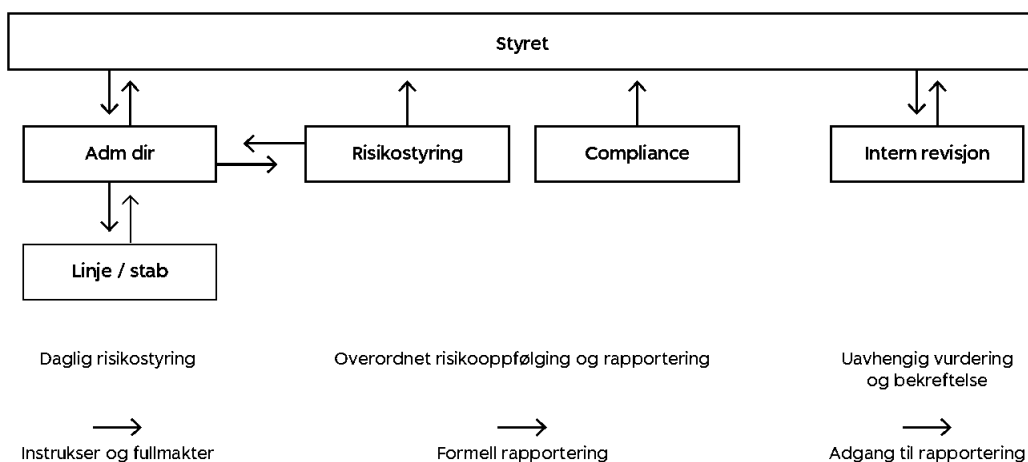 Styret
Adm dir
Risikostyring
Compliance
Intern revisjon
Linje / stab
Daglig risikostyring
Overordnet risikooppfølging og rapportering
Uavhengig vurdering
og bekreftelse
Instrukser og fullmakter
Formell rapportering
Adgang til rapportering